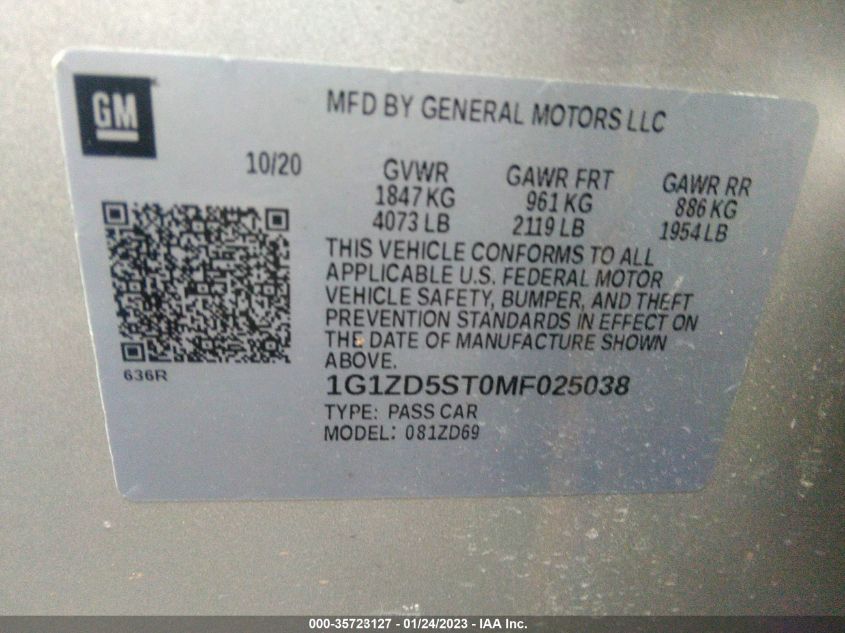 GM
MFD BY GENERAL MOTORS LLC
10/20
GVWR
1847 KG
4073 LB
GAWR FRT
961 KG
2119 LB
GAWR RR
886 KG
1954 LB
THIS VEHICLE CONFORMS TO ALL
APPLICABLE U.S. FEDERAL MOTOR
VEHICLE SAFETY, BUMPER, AND THEFT
PREVENTION STANDARDS IN EFFECT ON
THE DATE OF MANUFACTURE SHOWN
ABOVE.
636R
1G1ZD5ST0MF025038
TYPE: PASS CAR
MODEL: 081ZD69
000-35723127 - 01/24/2023 - IAA Inc.